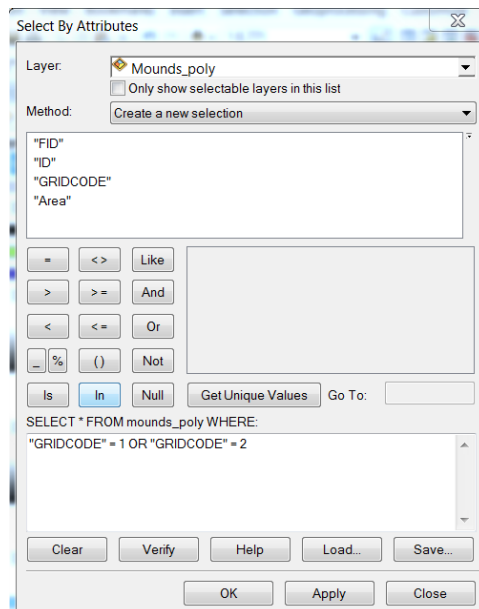 Select By Attributes
Layer: Mounds_poly
Only show selectable layers in this list
Method: Create a new selection
"FID"
"ID"
"GRIDCODE"
"Area"
= <> Like
> >= And
< <= Or
_ % () Not
Is In Null Get Unique Values Go To:
SELECT * FROM mounds_poly WHERE:
"GRIDCODE" = 1 OR "GRIDCODE" = 2
Clear Verify Help Load... Save...
OK Apply Close